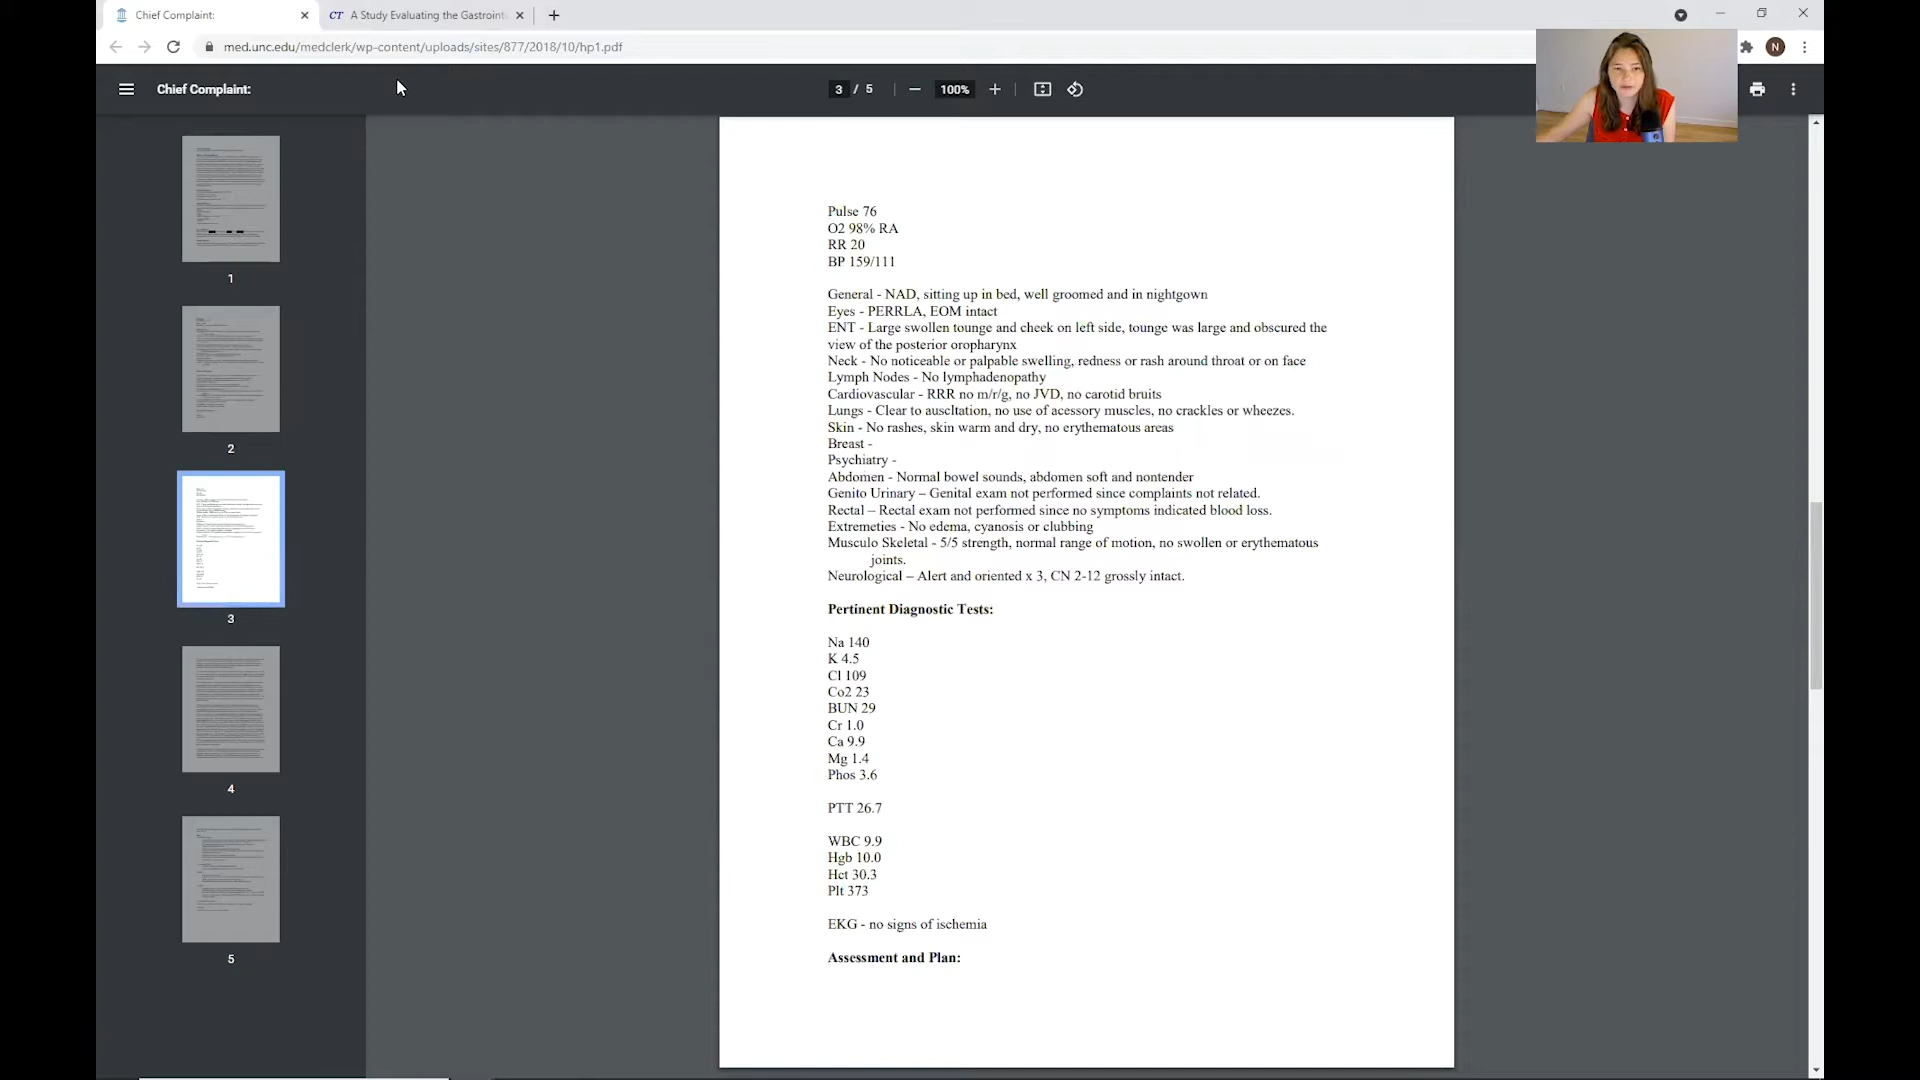 Chief Complaint:
CT A Study Evaluating the Gastroint
med.unc.edu/medclerk/wp-content/uploads/sites/877/2018/10/hp1.pdf
N
Chief Complaint:
3 / 5
100%
1
2
3
4
5
Pulse 76
O2 98% RA
RR 20
BP 159/111
General - NAD, sitting up in bed, well groomed and in nightgown
Eyes - PERRLA, EOM intact
ENT - Large swollen tounge and cheek on left side, tounge was large and obscured the
view of the posterior oropharynx
Neck - No noticeable or palpable swelling, redness or rash around throat or on face
Lymph Nodes - No lymphadenopathy
Cardiovascular - RRR no m/r/g, no JVD, no carotid bruits
Lungs - Clear to auscltation, no use of acessory muscles, no crackles or wheezes.
Skin - No rashes, skin warm and dry, no erythematous areas
Breast -
Psychiatry -
Abdomen - Normal bowel sounds, abdomen soft and nontender
Genito Urinary – Genital exam not performed since complaints not related.
Rectal – Rectal exam not performed since no symptoms indicated blood loss.
Extremeties - No edema, cyanosis or clubbing
Musculo Skeletal - 5/5 strength, normal range of motion, no swollen or erythematous
joints.
Neurological – Alert and oriented x 3, CN 2-12 grossly intact.
Pertinent Diagnostic Tests:
Na 140
K 4.5
Cl 109
Co2 23
BUN 29
Cr 1.0
Ca 9.9
Mg 1.4
Phos 3.6
PTT 26.7
WBC 9.9
Hgb 10.0
Hct 30.3
Plt 373
EKG - no signs of ischemia
Assessment and Plan: